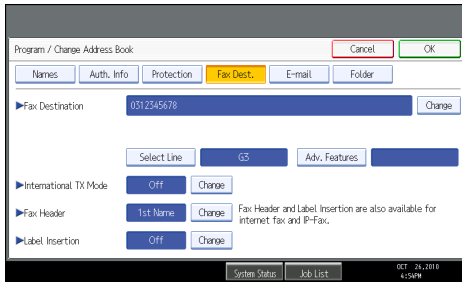 Program / Change Address Book Cancel OK
Names Auth. Info Protection Fax Dest. E-mail Folder
▶Fax Destination 0312345678 Change
Select Line G3 Adv. Features
▶International TX Mode Off Change
▶Fax Header 1st Name Change Fax Header and Label Insertion are also available for
internet fax and IP-Fax.
▶Label Insertion Off Change
System Status Job List OCT 26,2010
4:54PM